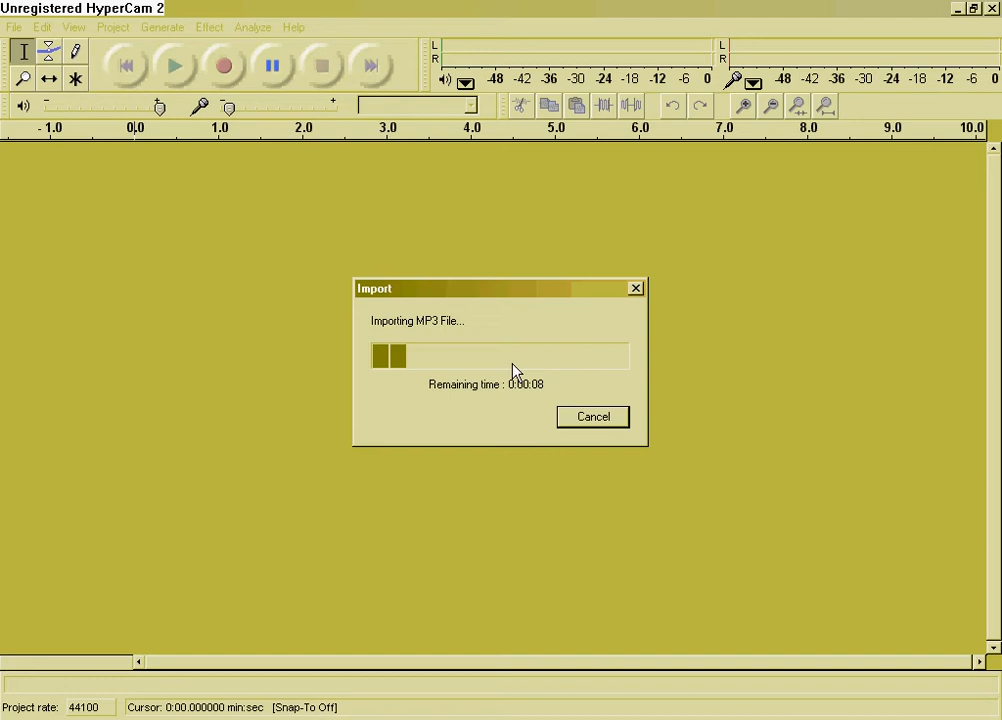 Unregistered HyperCam 2
File Edit View Project Generate Effect Analyze Help
L L
R R
-48 -42 -36 -30 -24 -18 -12 -6 0 -48 -42 -36 -30 -24 -18 -12 -6 0
- + - +
- 1.0 0.0 1.0 2.0 3.0 4.0 5.0 6.0 7.0 8.0 9.0 10.0
Import
Importing MP3 File...
Remaining time : 0:00:08
Cancel
Project rate: 44100 Cursor: 0:00.000000 min:sec [Snap-To Off]